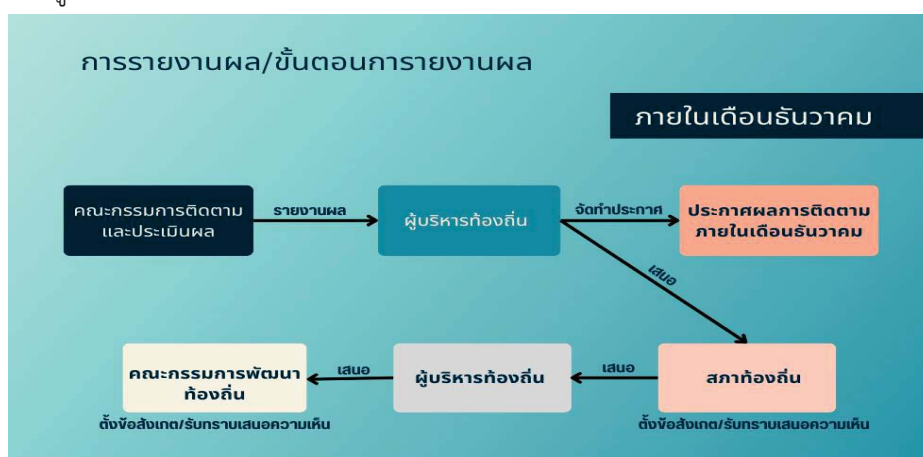 การรายงานผล/ขั้นตอนการายงานผล
ภายในเดือนธันวาคม
คณะกรรมการติดตาม
และประเมินผล
รายงานผล
ผู้บริหารท้องถิ่น
จัดทำประกาศ
ประกาศผลการติดตาม
ภายในเดือนธันวาคม
เสนอ
คณะกรรมการพัฒนา
ท้องถิ่น
เสนอ
ผู้บริหารท้องถิ่น
เสนอ
สภาท้องถิ่น
ตั้งข้อสังเกต/รับทราบเสนอความเห็น
ตั้งข้อสังเกต/รับทราบเสนอความเห็น